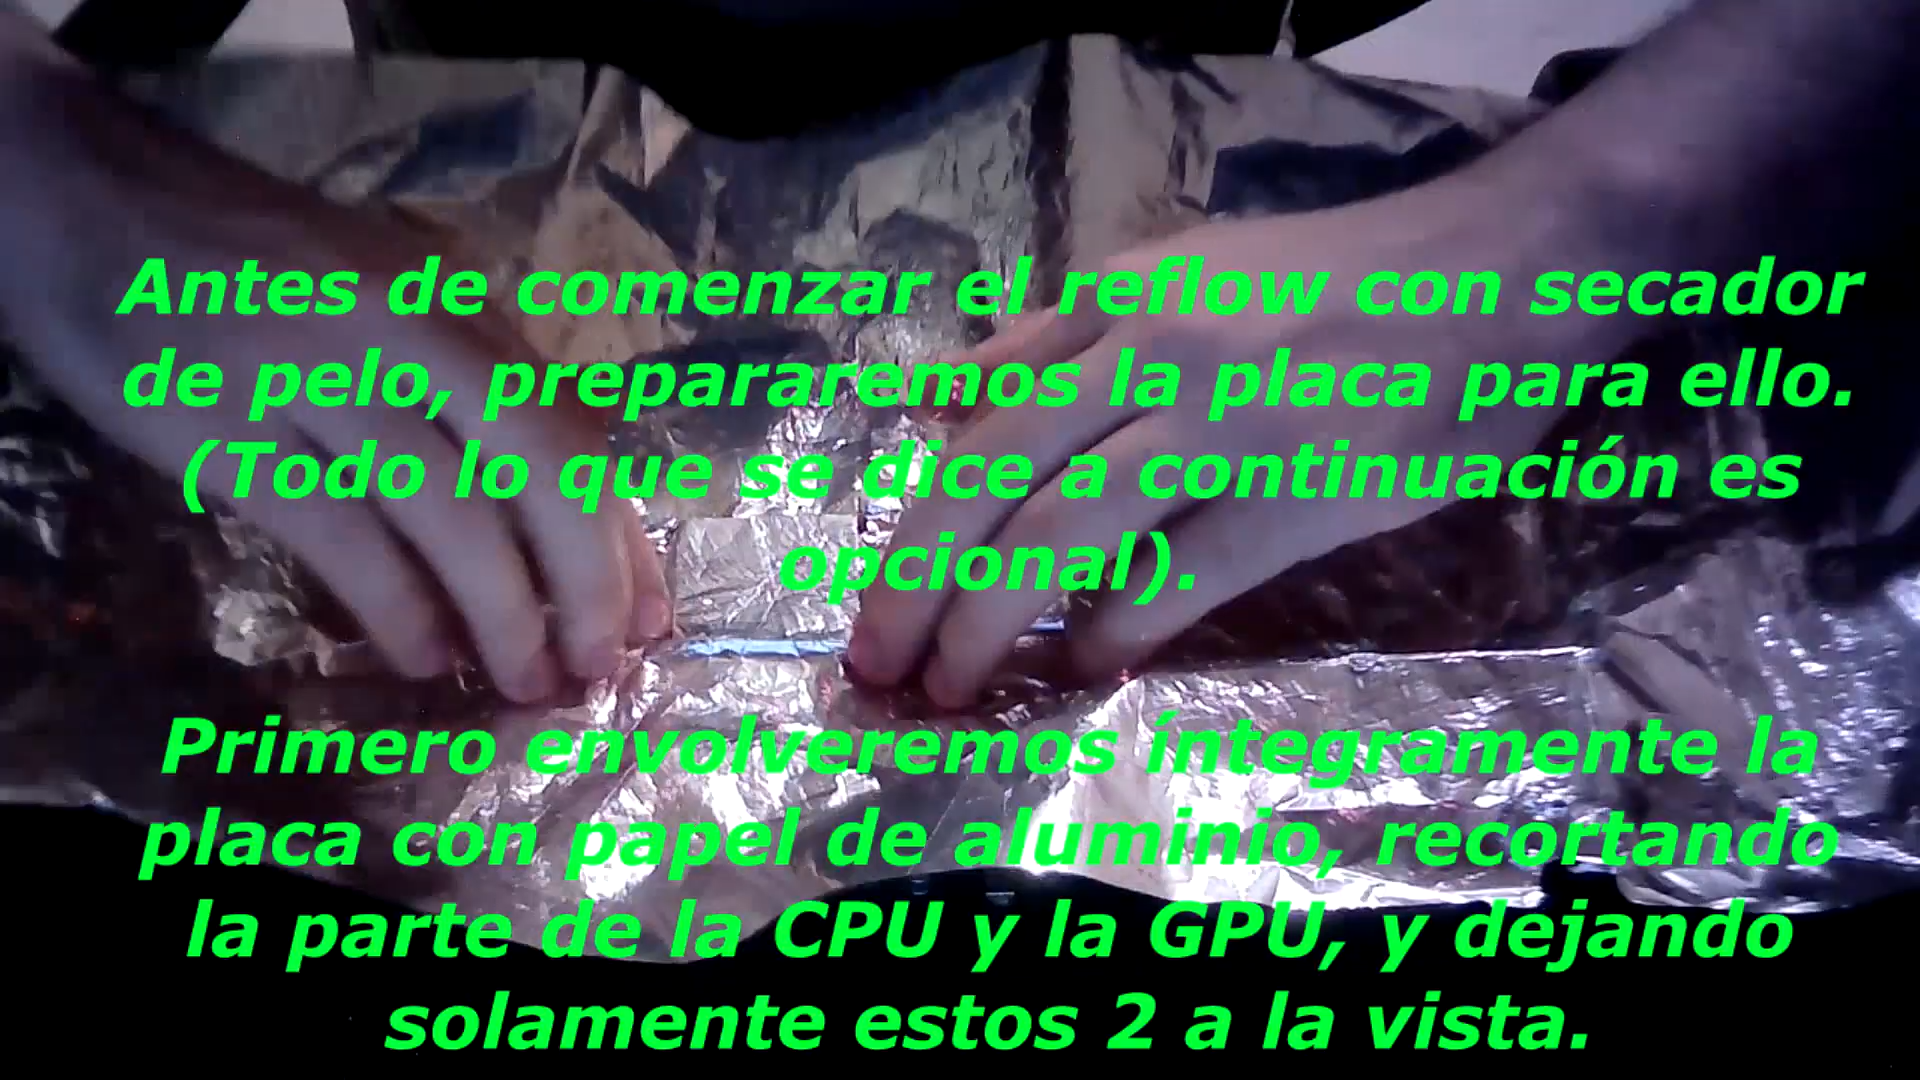 Antes de comenzar el reflow con secador
de pelo, prepararemos la placa para ello.
(Todo lo que se dice a continuación es
opcional).
Primero envolveremos íntegramente la
placa con papel de aluminio, recortando
la parte de la CPU y la GPU, y dejando
solamente estos 2 a la vista.